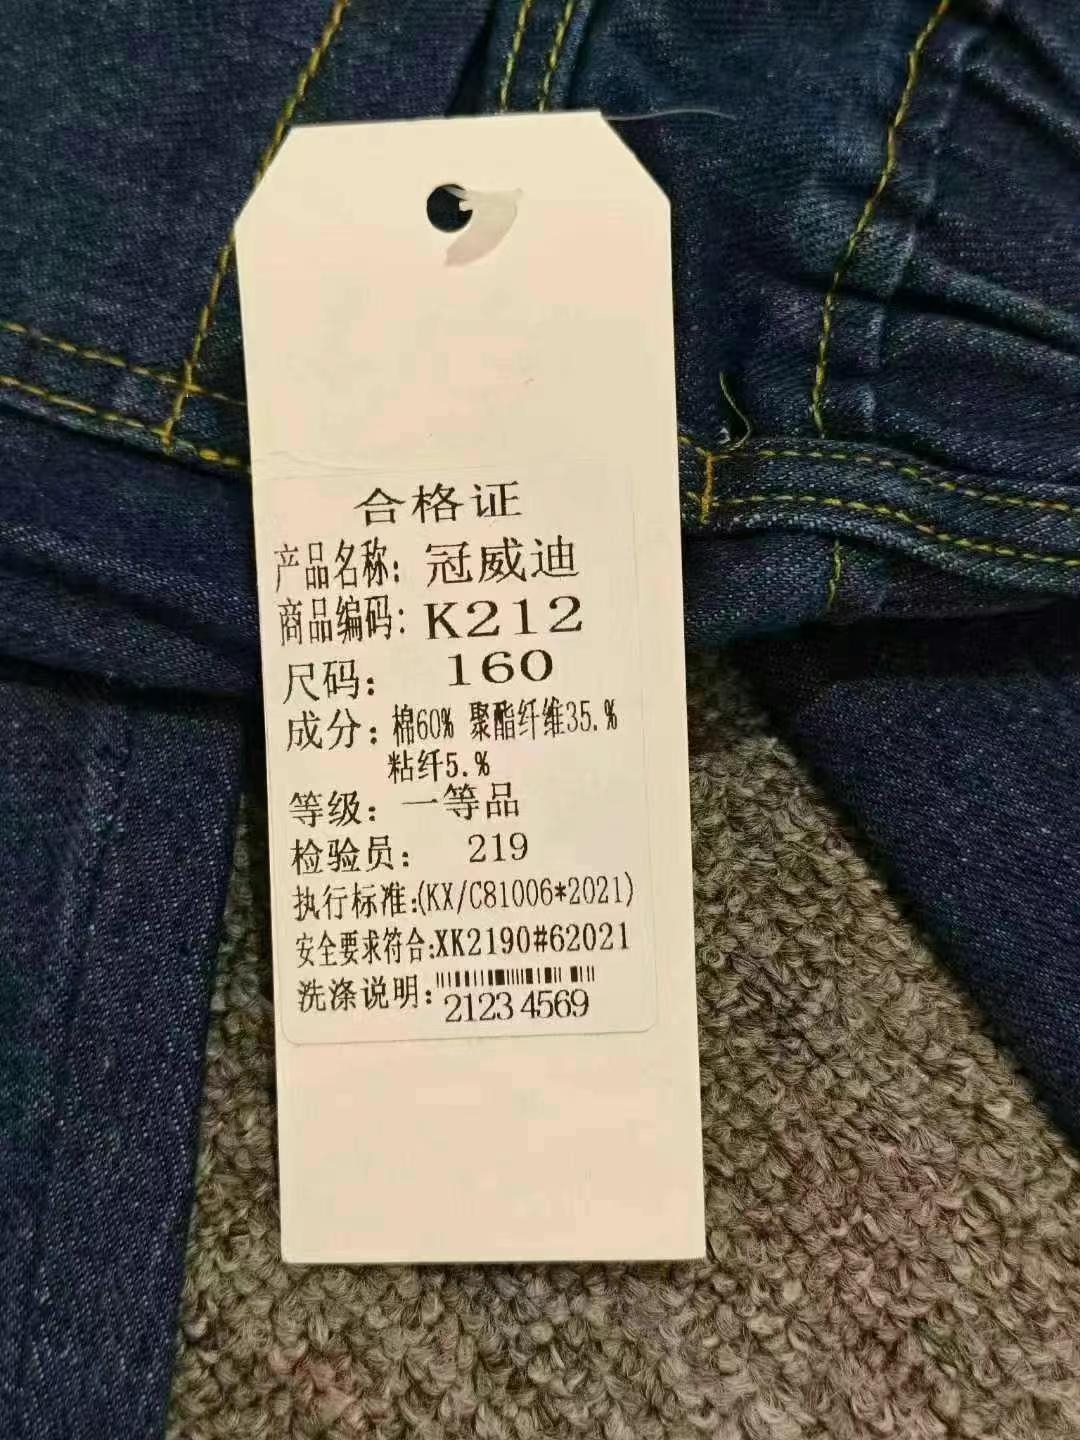 合格证
产品名称: 冠威迪
商品编码: K212
尺码: 160
成分: 棉60% 聚酯纤维35.%
粘纤5.%
等级: 一等品
检验员: 219
执行标准:(KX/C81006*2021)
安全要求符合:XK2190#62021
洗涤说明:
21234569